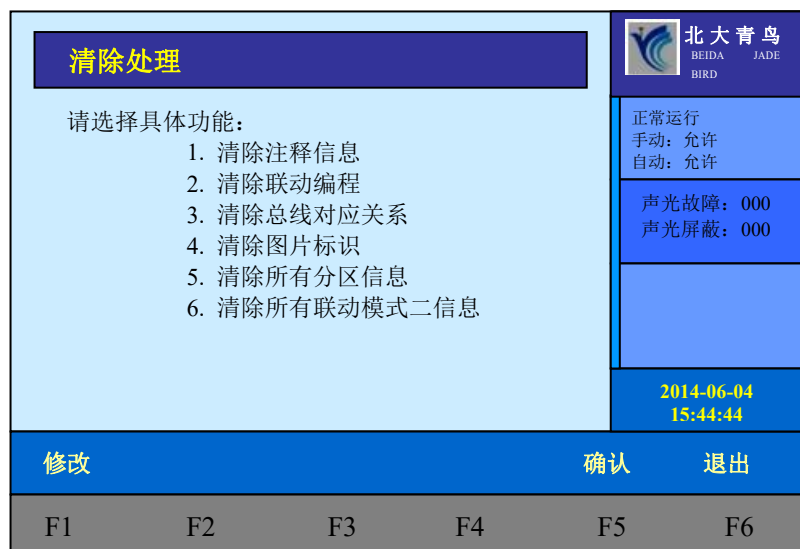 清除处理
请选择具体功能：
1. 清除注释信息
2. 清除联动编程
3. 清除总线对应关系
4. 清除图片标识
5. 清除所有分区信息
6. 清除所有联动模式二信息
北大青鸟
BEIDA JADE
BIRD
正常运行
手动：允许
自动：允许
声光故障：000
声光屏蔽：000
2014-06-04
15:44:44
修改 确认 退出
F1 F2 F3 F4 F5 F6